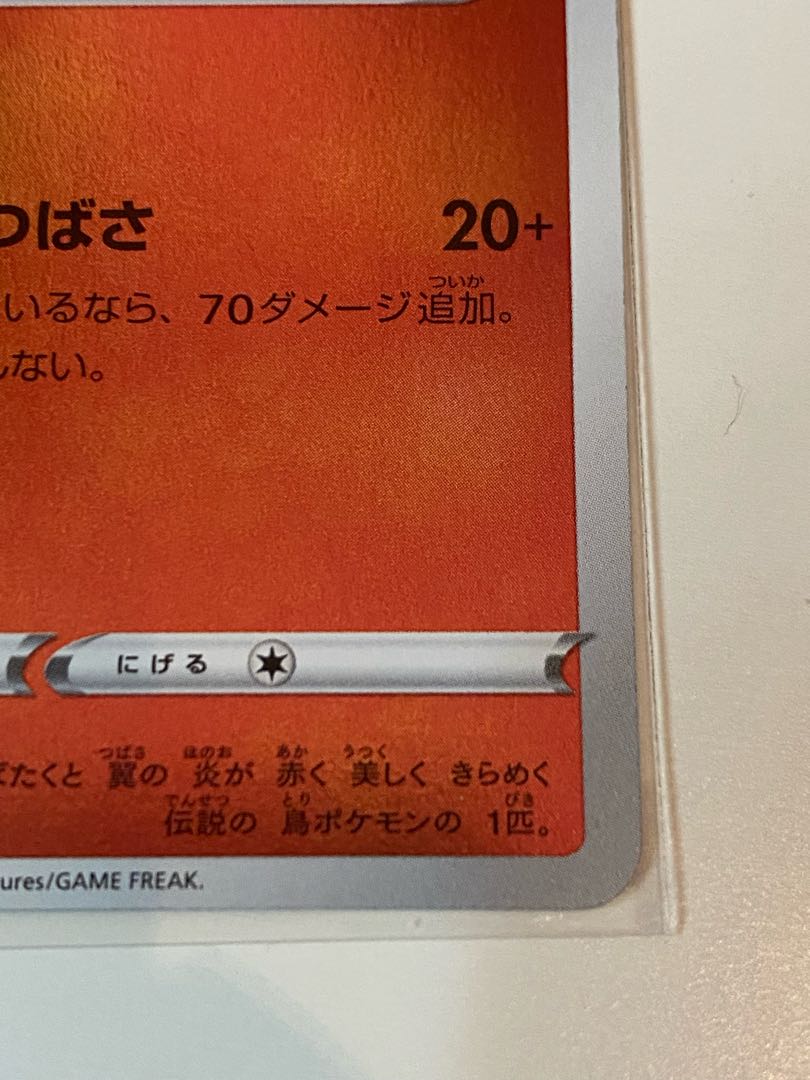 つばさ 20+
いるなら、70ダメージ追加。
ついか
しない。
にげる
ばたくと 翼の 炎が 赤く 美しく きらめく
つばさ ほのお あか うつく
伝説の 鳥ポケモンの 1匹。
でんせつ とり ぴき
ures/GAME FREAK.